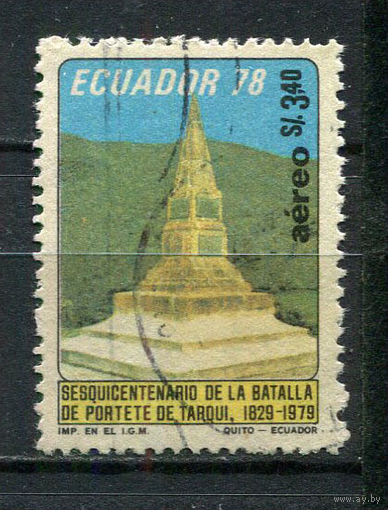 ECUADOR 78
aéreo S/. 3,40
SESQUICENTENARIO DE LA BATALLA
DE PORTETE DE TARQUI, 1829-1979
IMP. EN EL I.G.M. QUITO — ECUADOR
ay.by